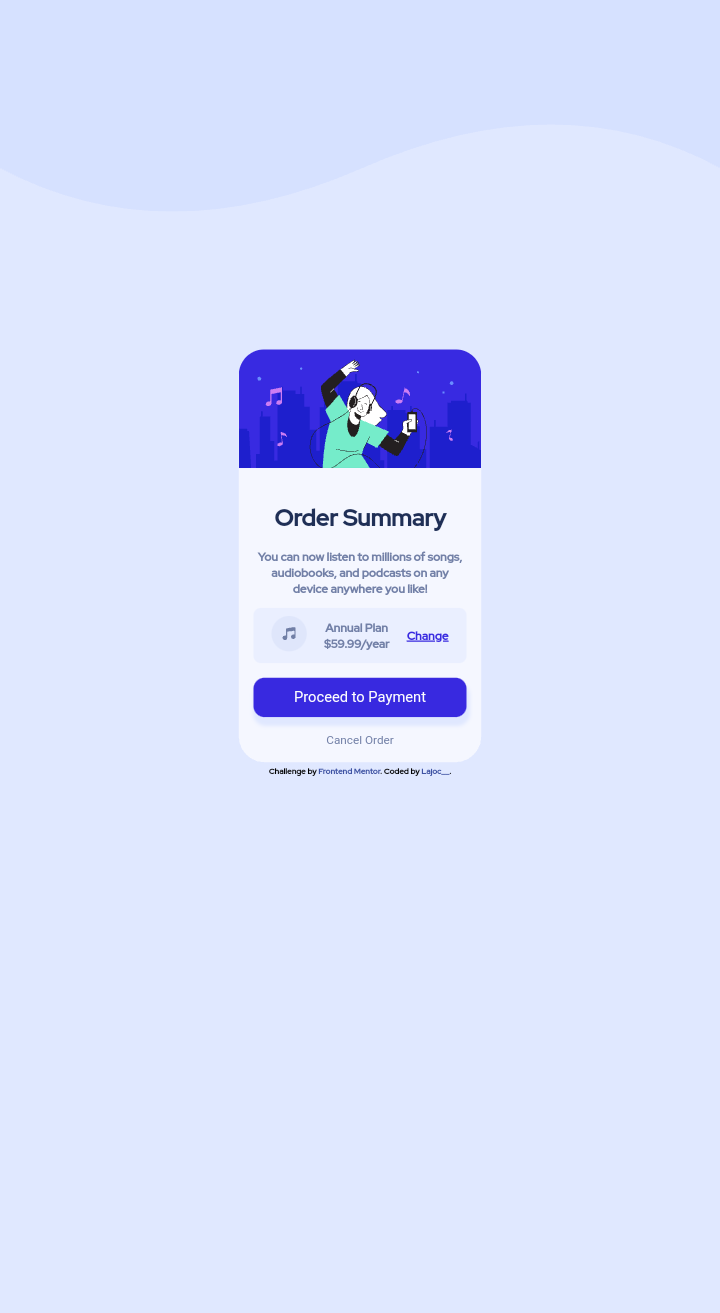 Order Summary
You can now listen to millions of songs,
audiobooks, and podcasts on any
device anywhere you like!
Annual Plan
$59.99/year
Change
Proceed to Payment
Cancel Order
Challenge by Frontend Mentor. Coded by Lajoc__.